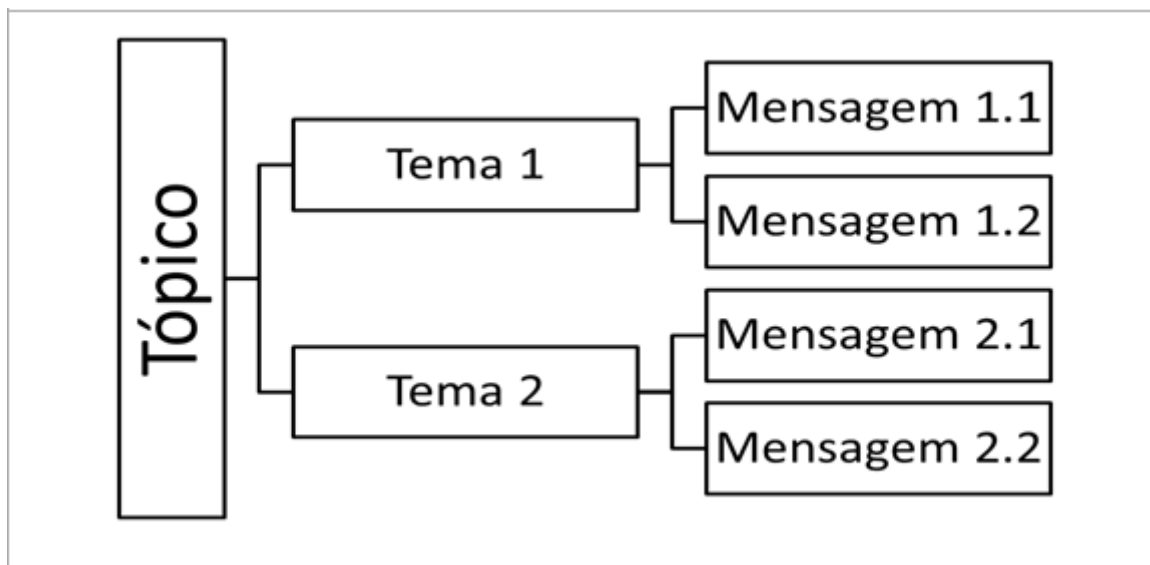 Tópico
Tema 1
Mensagem 1.1
Mensagem 1.2
Tema 2
Mensagem 2.1
Mensagem 2.2